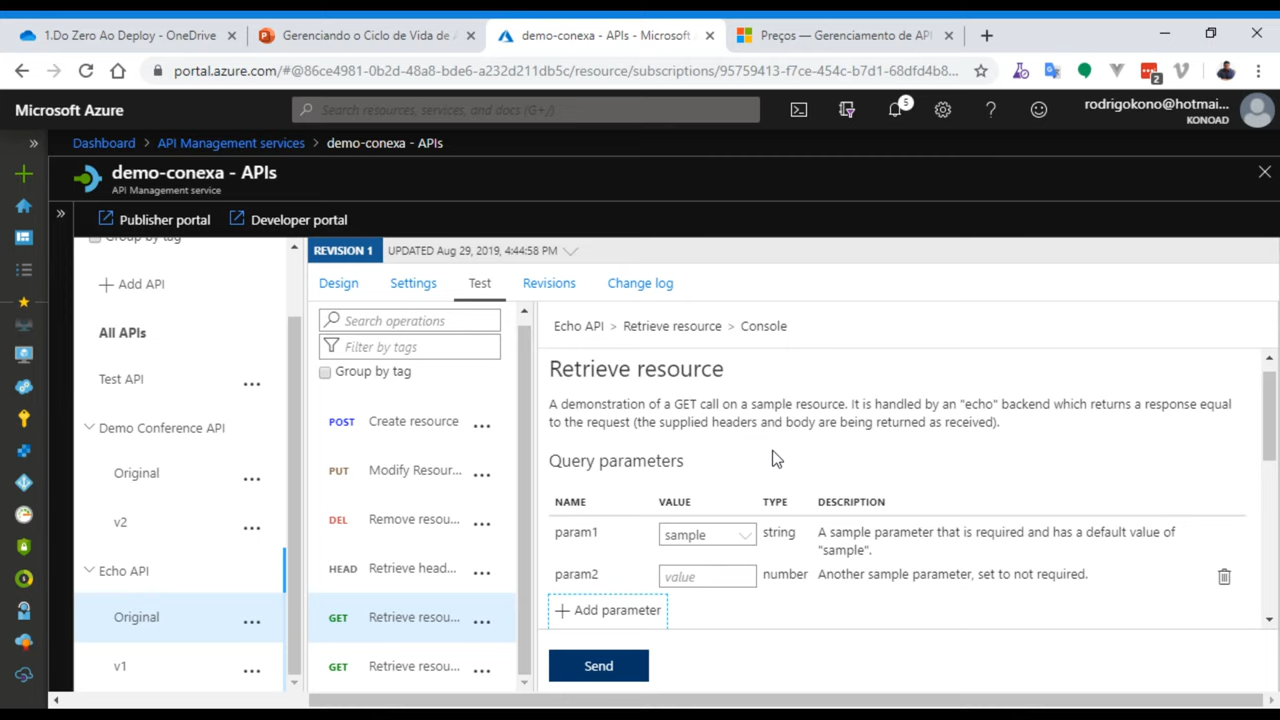 1.Do Zero Ao Deploy - OneDrive
Gerenciando o Ciclo de Vida de A
demo-conexa - APIs - Microsoft
Preços — Gerenciamento de API
portal.azure.com/#@86ce4981-0b2d-48a8-b4de-6a232d211db5c/resource/subscriptions/95759413-f7ce-454c-b7d1-68dfd4b8...
2
Microsoft Azure
Search resources, services, and docs (G+/)
5
rodrigokono@hotmai...
KONOAD
Dashboard > API Management services > demo-conexa - APIs
demo-conexa - APIs
API Management service
Publisher portal
Developer portal
Group by tag
Add API
All APIs
Test API
Demo Conference API
Original
v2
Echo API
Original
v1
REVISION 1
UPDATED Aug 29, 2019, 4:44:58 PM
Design
Settings
Test
Revisions
Change log
Search operations
Filter by tags
Group by tag
POST Create resource
PUT Modify Resour...
DEL Remove resou...
HEAD Retrieve head...
GET Retrieve resou...
GET Retrieve resou...
Echo API > Retrieve resource > Console
Retrieve resource
A demonstration of a GET call on a sample resource. It is handled by an "echo" backend which returns a response equal
to the request (the supplied headers and body are being returned as received).
Query parameters
NAME VALUE TYPE DESCRIPTION
param1 sample string A sample parameter that is required and has a default value of
"sample".
param2 value number Another sample parameter, set to not required.
Add parameter
Send